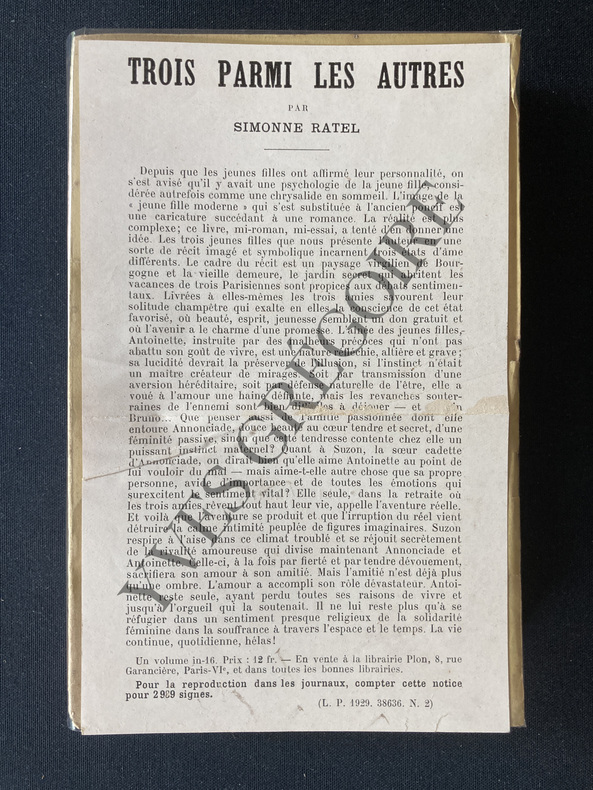 TROIS PARMI LES AUTRES
PAR
SIMONNE RATEL
Depuis que les jeunes filles ont affirmé leur personnalité, on
s'est avisé qu'il y avait une psychologie de la jeune fille, consi-
dérée autrefois comme une chrysalide en sommeil. L'image de la
« jeune fille moderne » qui s'est substituée à l'ancien poncif est
une caricature succédant à une romance. La réalité est plus
complexe; ce livre, mi-roman, mi-essai, a tenté d'en donner une
idée. Les trois jeunes filles que nous présente l'auteur en une
sorte de récit imagé et symbolique incarnent trois états d'âme
différents. Le cadre du récit est un paysage virgilien de Bour-
gogne et la vieille demeure, le jardin secret qui abritent les
vacances de trois Parisiennes sont propices aux débats sentimen-
taux. Livrées à elles-mêmes les trois amies savourent leur
solitude champêtre qui exalte en elles la conscience de cet état
favorisé, où beauté, esprit, jeunesse semblent un don gratuit et
où l'avenir a le charme d'une promesse. L'aînée des jeunes filles,
Antoinette, instruite par des précoces qui n'ont pas
abattu son goût de vivre, est une nature réfléchie, altière et grave;
sa lucidité devrait la préserver de l'illusion, si l'instinct n'était
un maître créateur de mirages. Soit par transmission d'une
aversion héréditaire, soit par défense naturelle de l'être, elle a
voué à l'amour une haine Mais les revanches souter-
raines de l'ennemi sont à déjouer — et
Bruno... Que penser aussi de l'amitié passionnée dont elle
entoure Annonciade, douce beauté au cœur tendre et secret, d'une
féminité passive, sinon que cette tendresse contente chez elle un
puissant instinct maternel? Quant à Suzon, la sœur cadette
d'Annonciade, on dirait bien qu'elle aime Antoinette au point de
lui vouloir du mal — mais aime-t-elle autre chose que sa propre
personne, avide d'importance et de toutes les émotions qui
surexcitent le sentiment vital? Elle seule, dans la retraite où
les trois amies rêvent tout haut leur vie, appelle l'aventure réelle.
Et voilà que l'aventure se produit et que l'irruption du réel vient
détruire la calme intimité peuplée de figures imaginaires. Suzon
respire à l'aise dans ce climat troublé et se réjouit secrètement
de la rivalité amoureuse qui divise maintenant Annonciade et
Antoinette. Celle-ci, à la fois par fierté et par tendre dévouement,
sacrifiera son amour à son amitié. Mais l'amitié n'est déjà plus
qu'une ombre. L'amour a accompli son rôle dévastateur. Antoi-
nette reste seule, ayant perdu toutes ses raisons de vivre et
jusqu'à l'orgueil qui la soutenait. Il ne lui reste plus qu'à se
réfugier dans un sentiment presque religieux de la solidarité
féminine dans la souffrance à travers l'espace et le temps. La vie
continue, quotidienne, hélas!
Un volume in-16. Prix : 12 fr. — En vente à la librairie Plon, 8, rue
Garancière, Paris-VIe, et dans toutes les bonnes librairies.
Pour la reproduction dans les journaux, compter cette notice
pour 2989 signes.
(L. P. 1929. 38636. N. 2)
YVES GRÉGOIRE